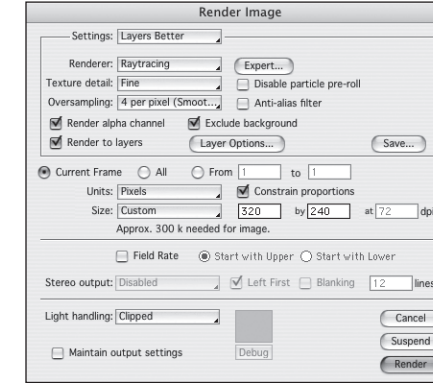 Render Image
Settings: Layers Better
Renderer: Raytracing Expert...
Texture detail: Fine Disable particle pre-roll
Oversampling: 4 per pixel (Smoot... Anti-alias filter
Render alpha channel Exclude background
Render to layers Layer Options... Save...
Current Frame All From 1 to 1
Units: Pixels Constrain proportions
Size: Custom 320 by 240 at 72 dpi
Approx. 300 k needed for image.
Field Rate Start with Upper Start with Lower
Stereo output: Disabled Left First Blanking 12 lines
Light handling: Clipped Cancel
Suspend
Maintain output settings Debug Render